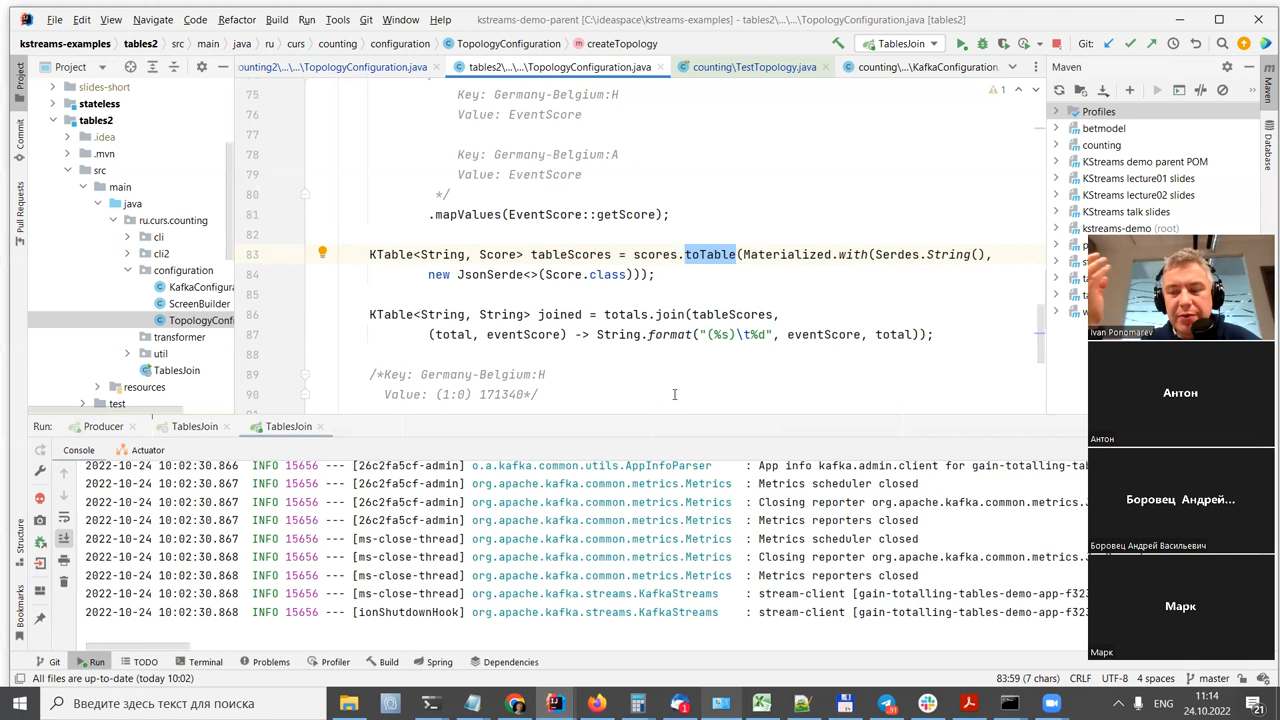 File Edit View Navigate Code Refactor Build Run Tools Git Window Help kstreams-demo-parent [C:\ideaspace\kstreams-examples] - tables2\...\...\TopologyConfiguration.java [tables2]
kstreams-examples tables2 src main java ru curs counting configuration TopologyConfiguration createTopology TablesJoin Git:
Project ounting2\...\...\TopologyConfiguration.java tables2\...\...\TopologyConfiguration.java counting\TestTopology.java counting\...\KafkaConfiguration. Maven
slides-short
stateless
tables2
.idea
.mvn
src
main
java
ru.curs.counting
cli
cli2
configuration
KafkaConfigura
ScreenBuilder
TopologyConfi
transformer
util
TablesJoin
resources
test
75 Key: Germany-Belgium:H
76 Value: EventScore
77
78 Key: Germany-Belgium:A
79 Value: EventScore
80 */
81 .mapValues(EventScore::getScore);
82
83 KTable<String, Score> tableScores = scores.toTable(Materialized.with(Serdes.String(),
84 new JsonSerde<>(Score.class)));
85
86 KTable<String, String> joined = totals.join(tableScores,
87 (total, eventScore) -> String.format("(%s)\t%d", eventScore, total));
88
89 /*Key: Germany-Belgium:H
90 Value: (1:0) 171340*/
1
Profiles
betmodel
counting
KStreams demo parent POM
KStreams lecture01 slides
KStreams lecture02 slides
KStreams talk slides
kstreams-demo (root)
Project
Commit
Pull Requests
Structure
Bookmarks
Maven
Database
Ivan Ponomarev
Антон
Антон
Боровец Андрей...
Боровец Андрей Васильевич
Марк
Марк
Run: Producer TablesJoin TablesJoin
Console Actuator
2022-10-24 10:02:30.866 INFO 15656 --- [26c2fa5cf-admin] o.a.kafka.common.utils.AppInfoParser : App info kafka.admin.client for gain-totalling-tab
2022-10-24 10:02:30.867 INFO 15656 --- [26c2fa5cf-admin] org.apache.kafka.common.metrics.Metrics : Metrics scheduler closed
2022-10-24 10:02:30.867 INFO 15656 --- [26c2fa5cf-admin] org.apache.kafka.common.metrics.Metrics : Closing reporter org.apache.kafka.common.metrics.
2022-10-24 10:02:30.867 INFO 15656 --- [26c2fa5cf-admin] org.apache.kafka.common.metrics.Metrics : Metrics reporters closed
2022-10-24 10:02:30.868 INFO 15656 --- [ms-close-thread] org.apache.kafka.common.metrics.Metrics : Metrics scheduler closed
2022-10-24 10:02:30.868 INFO 15656 --- [ms-close-thread] org.apache.kafka.common.metrics.Metrics : Closing reporter org.apache.kafka.common.metrics.
2022-10-24 10:02:30.868 INFO 15656 --- [ms-close-thread] org.apache.kafka.common.metrics.Metrics : Metrics reporters closed
2022-10-24 10:02:30.868 INFO 15656 --- [ms-close-thread] org.apache.kafka.streams.KafkaStreams : stream-client [gain-totalling-tables-demo-app-f323
2022-10-24 10:02:30.868 INFO 15656 --- [ionShutdownHook] org.apache.kafka.streams.KafkaStreams : stream-client [gain-totalling-tables-demo-app-f323
Git Run TODO Terminal Problems Profiler Build Spring Dependencies
All files are up-to-date (today 10:02) 83:59 (7 chars) CRLF UTF-8 4 spaces master
Введите здесь текст для поиска ENG 11:14
24.10.2022 21